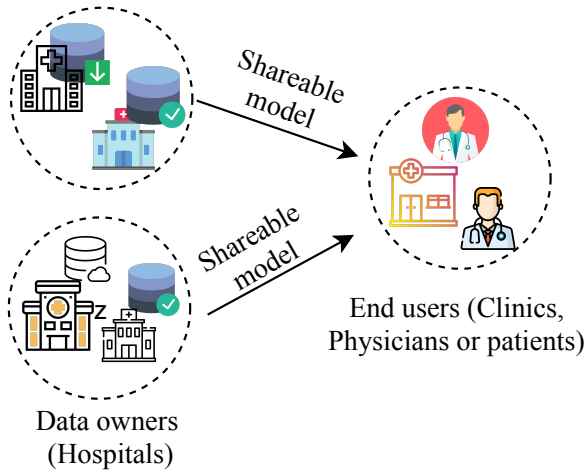 Shareable
model
Shareable
model
z
End users (Clinics,
Physicians or patients)
Data owners
(Hospitals)